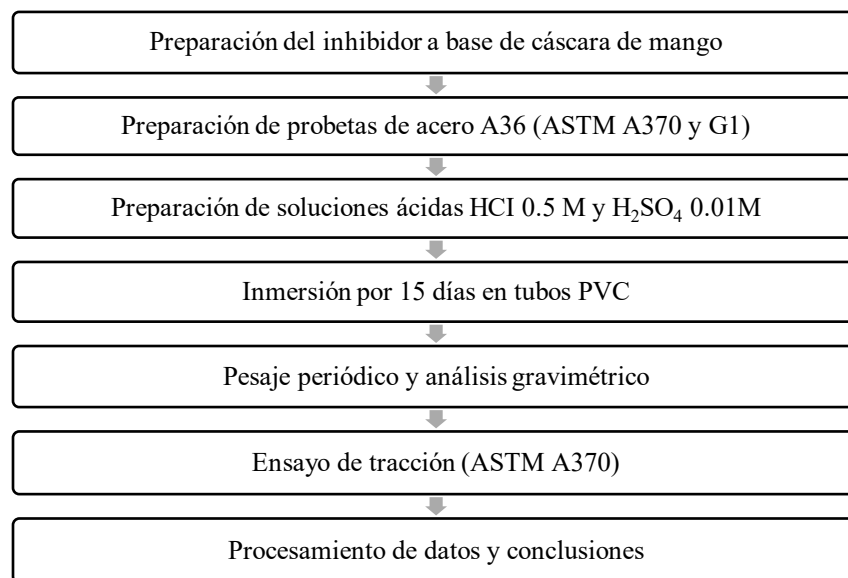 Preparación del inhibidor a base de cáscara de mango
Preparación de probetas de acero A36 (ASTM A370 y G1)
Preparación de soluciones ácidas HCI 0.5 M y H₂SO₄ 0.01M
Inmersión por 15 días en tubos PVC
Pesaje periódico y análisis gravimétrico
Ensayo de tracción (ASTM A370)
Procesamiento de datos y conclusiones